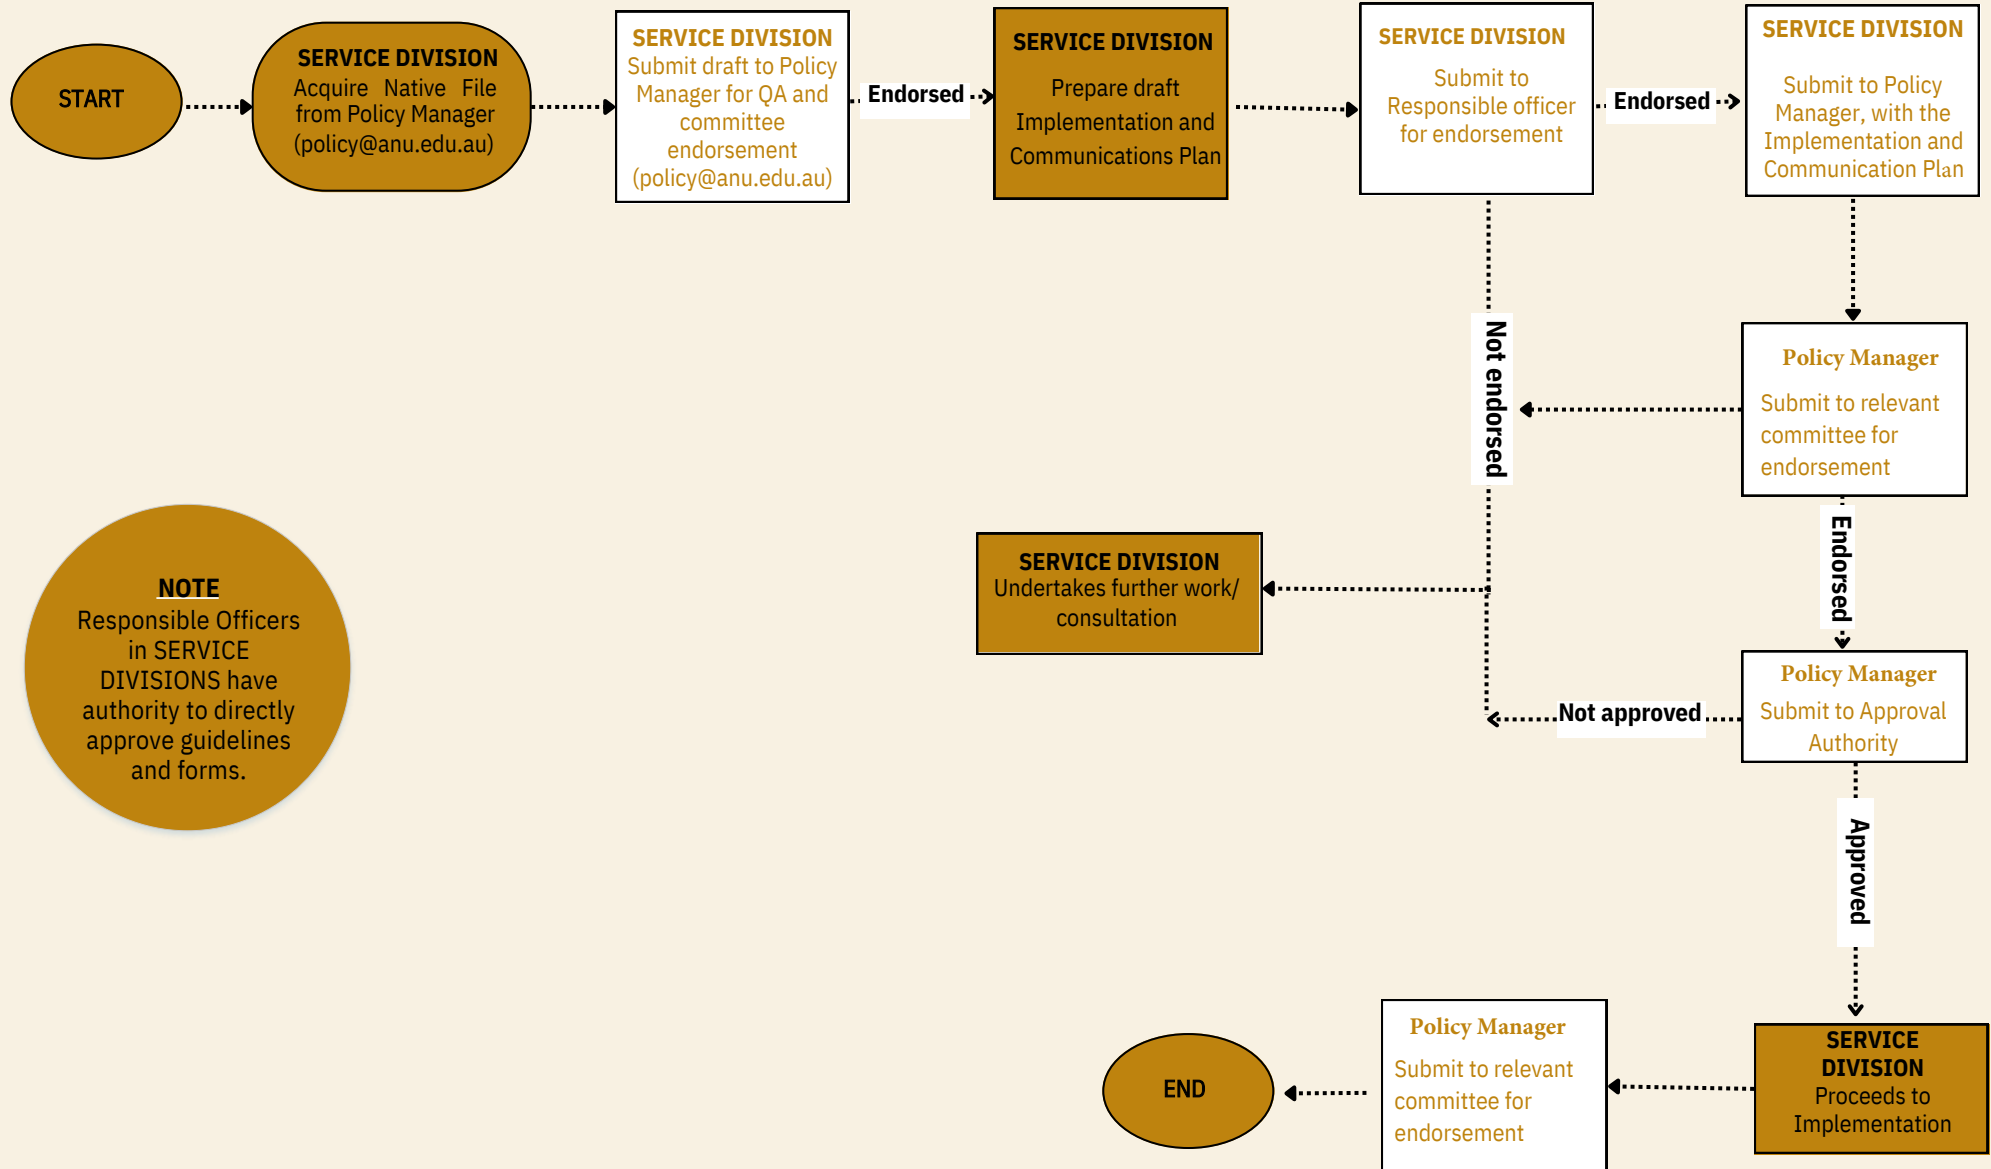 START
SERVICE DIVISION
Acquire Native File
from Policy Manager
(policy@anu.edu.au)
SERVICE DIVISION
Submit draft to Policy
Manager for QA and
committee
endorsement
(policy@anu.edu.au)
Endorsed
SERVICE DIVISION
Prepare draft
Implementation and
Communications Plan
SERVICE DIVISION
Submit to
Responsible officer
for endorsement
Endorsed
SERVICE DIVISION
Submit to Policy
Manager, with the
Implementation and
Communication Plan
Not endorsed
Policy Manager
Submit to relevant
committee for
endorsement
Endorsed
NOTE
Responsible Officers
in SERVICE
DIVISIONS have
authority to directly
approve guidelines
and forms.
SERVICE DIVISION
Undertakes further work/
consultation
Not approved
Policy Manager
Submit to Approval
Authority
Approved
END
Policy Manager
Submit to relevant
committee for
endorsement
SERVICE
DIVISION
Proceeds to
Implementation